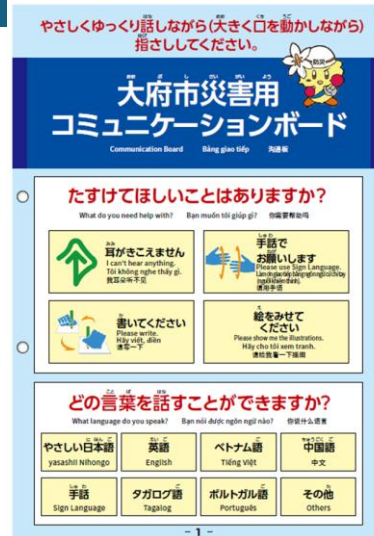 やさしくゆっくり話しながら(大きく口を動かしながら)
指さししてください。
防災
大府市災害用
コミュニケーションボード
Communication Board Bảng giao tiếp 沟通板
たすけてほしいことはありますか?
What do you need help with? Bạn muốn tôi giúp gì? 你需要帮助吗
耳がきこえません
I can't hear anything.
Tôi không nghe thấy gì.
我耳朵听不见
手話で
お願いします
Please use Sign Language.
请用手语
書いてください
Please write.
Hãy viết, điền
请写一下
絵をみせて
ください
Please show me the illustrations.
Hãy cho tôi xem tranh.
请给我看一下插图
どの言葉を話すことができますか?
What language do you speak? Bạn nói được ngôn ngữ nào? 你说什么语言
やさしい日本語
yasashii Nihongo
英語
English
ベトナム語
Tiếng Việt
中国語
中文
手話
Sign Language
タガログ語
Tagalog
ポルトガル語
Português
その他
Others
- 1 -